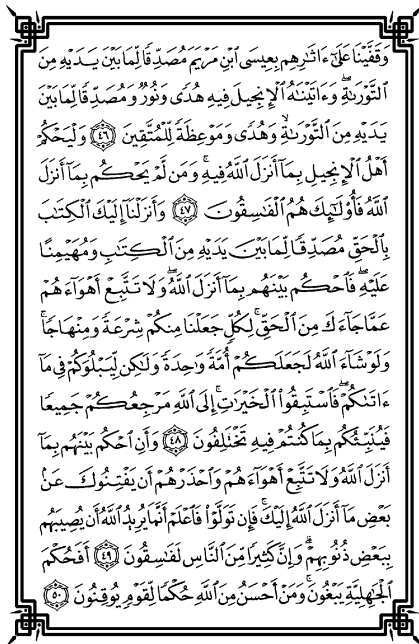 وَقَفَّيْنَا عَلَىٰٓ ءَاثَٰرِهِم بِعِيسَى ٱبْنِ مَرْيَمَ مُصَدِّقًا لِّمَا بَيْنَ يَدَيْهِ مِنَ
ٱلتَّوْرَىٰةِ ۖ وَءَاتَيْنَٰهُ ٱلْإِنجِيلَ فِيهِ هُدًى وَنُورٌ وَمُصَدِّقًا لِّمَا بَيْنَ
يَدَيْهِ مِنَ ٱلتَّوْرَىٰةِ وَهُدًى وَمَوْعِظَةً لِّلْمُتَّقِينَ ٤٦ وَلْيَحْكُمْ
أَهْلُ ٱلْإِنجِيلِ بِمَآ أَنزَلَ ٱللَّهُ فِيهِ ۚ وَمَن لَّمْ يَحْكُم بِمَآ أَنزَلَ
ٱللَّهُ فَأُو۟لَٰٓئِكَ هُمُ ٱلْفَٰسِقُونَ ٤٧ وَأَنزَلْنَآ إِلَيْكَ ٱلْكِتَٰبَ
بِٱلْحَقِّ مُصَدِّقًا لِّمَا بَيْنَ يَدَيْهِ مِنَ ٱلْكِتَٰبِ وَمُهَيْمِنًا
عَلَيْهِ ۖ فَٱحْكُم بَيْنَهُم بِمَآ أَنزَلَ ٱللَّهُ ۖ وَلَا تَتَّبِعْ أَهْوَآءَهُمْ
عَمَّا جَآءَكَ مِنَ ٱلْحَقِّ ۚ لِكُلٍّ جَعَلْنَا مِنكُمْ شِرْعَةً وَمِنْهَاجًا ۚ
وَلَوْ شَآءَ ٱللَّهُ لَجَعَلَكُمْ أُمَّةً وَٰحِدَةً وَلَٰكِن لِّيَبْلُوَكُمْ فِى مَآ
ءَاتَىٰكُمْ ۖ فَٱسْتَبِقُوا۟ ٱلْخَيْرَٰتِ ۚ إِلَى ٱللَّهِ مَرْجِعُكُمْ جَمِيعًا
فَيُنَبِّئُكُم بِمَا كُنتُمْ فِيهِ تَخْتَلِفُونَ ٤٨ وَأَنِ ٱحْكُم بَيْنَهُم بِمَآ
أَنزَلَ ٱللَّهُ وَلَا تَتَّبِعْ أَهْوَآءَهُمْ وَٱحْذَرْهُمْ أَن يَفْتِنُوكَ عَنۢ
بَعْضِ مَآ أَنزَلَ ٱللَّهُ إِلَيْكَ ۖ فَإِن تَوَلَّوْا۟ فَٱعْلَمْ أَنَّمَا يُرِيدُ ٱللَّهُ أَن يُصِيبَهُم
بِبَعْضِ ذُنُوبِهِمْ ۗ وَإِنَّ كَثِيرًا مِّنَ ٱلنَّاسِ لَفَٰسِقُونَ ٤٩ أَفَحُكْمَ
ٱلْجَٰهِلِيَّةِ يَبْغُونَ ۚ وَمَنْ أَحْسَنُ مِنَ ٱللَّهِ حُكْمًا لِّقَوْمٍ يُوقِنُونَ ٥٠